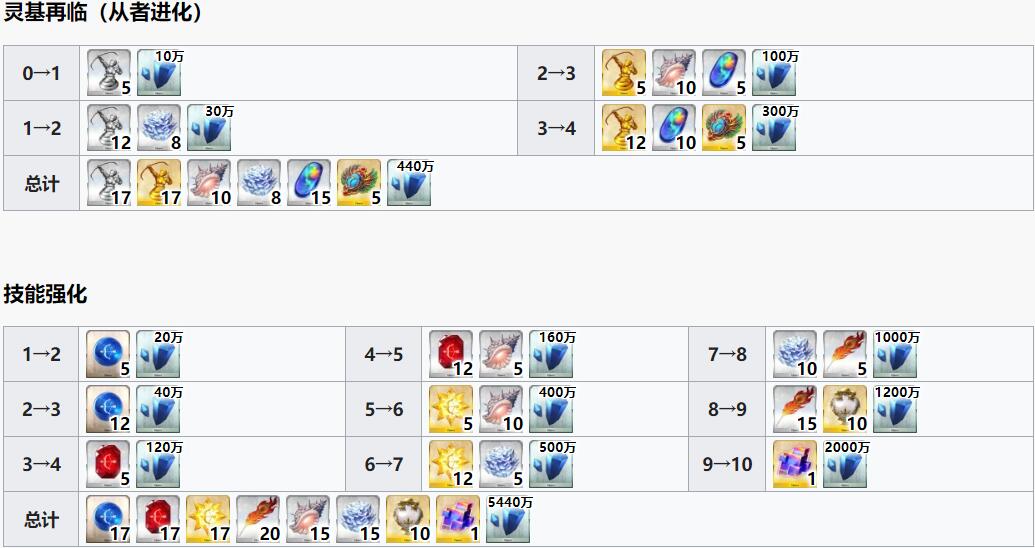 灵基再临（从者进化）
0→1 5 10万 2→3 5 10 5 100万
1→2 12 8 30万 3→4 12 10 5 300万
总计 17 17 10 8 15 5 440万
技能强化
1→2 5 20万 4→5 12 5 160万 7→8 10 5 1000万
2→3 12 40万 5→6 5 10 400万 8→9 15 10 1200万
3→4 5 120万 6→7 12 5 500万 9→10 1 2000万
总计 17 17 17 20 15 15 10 1 5440万